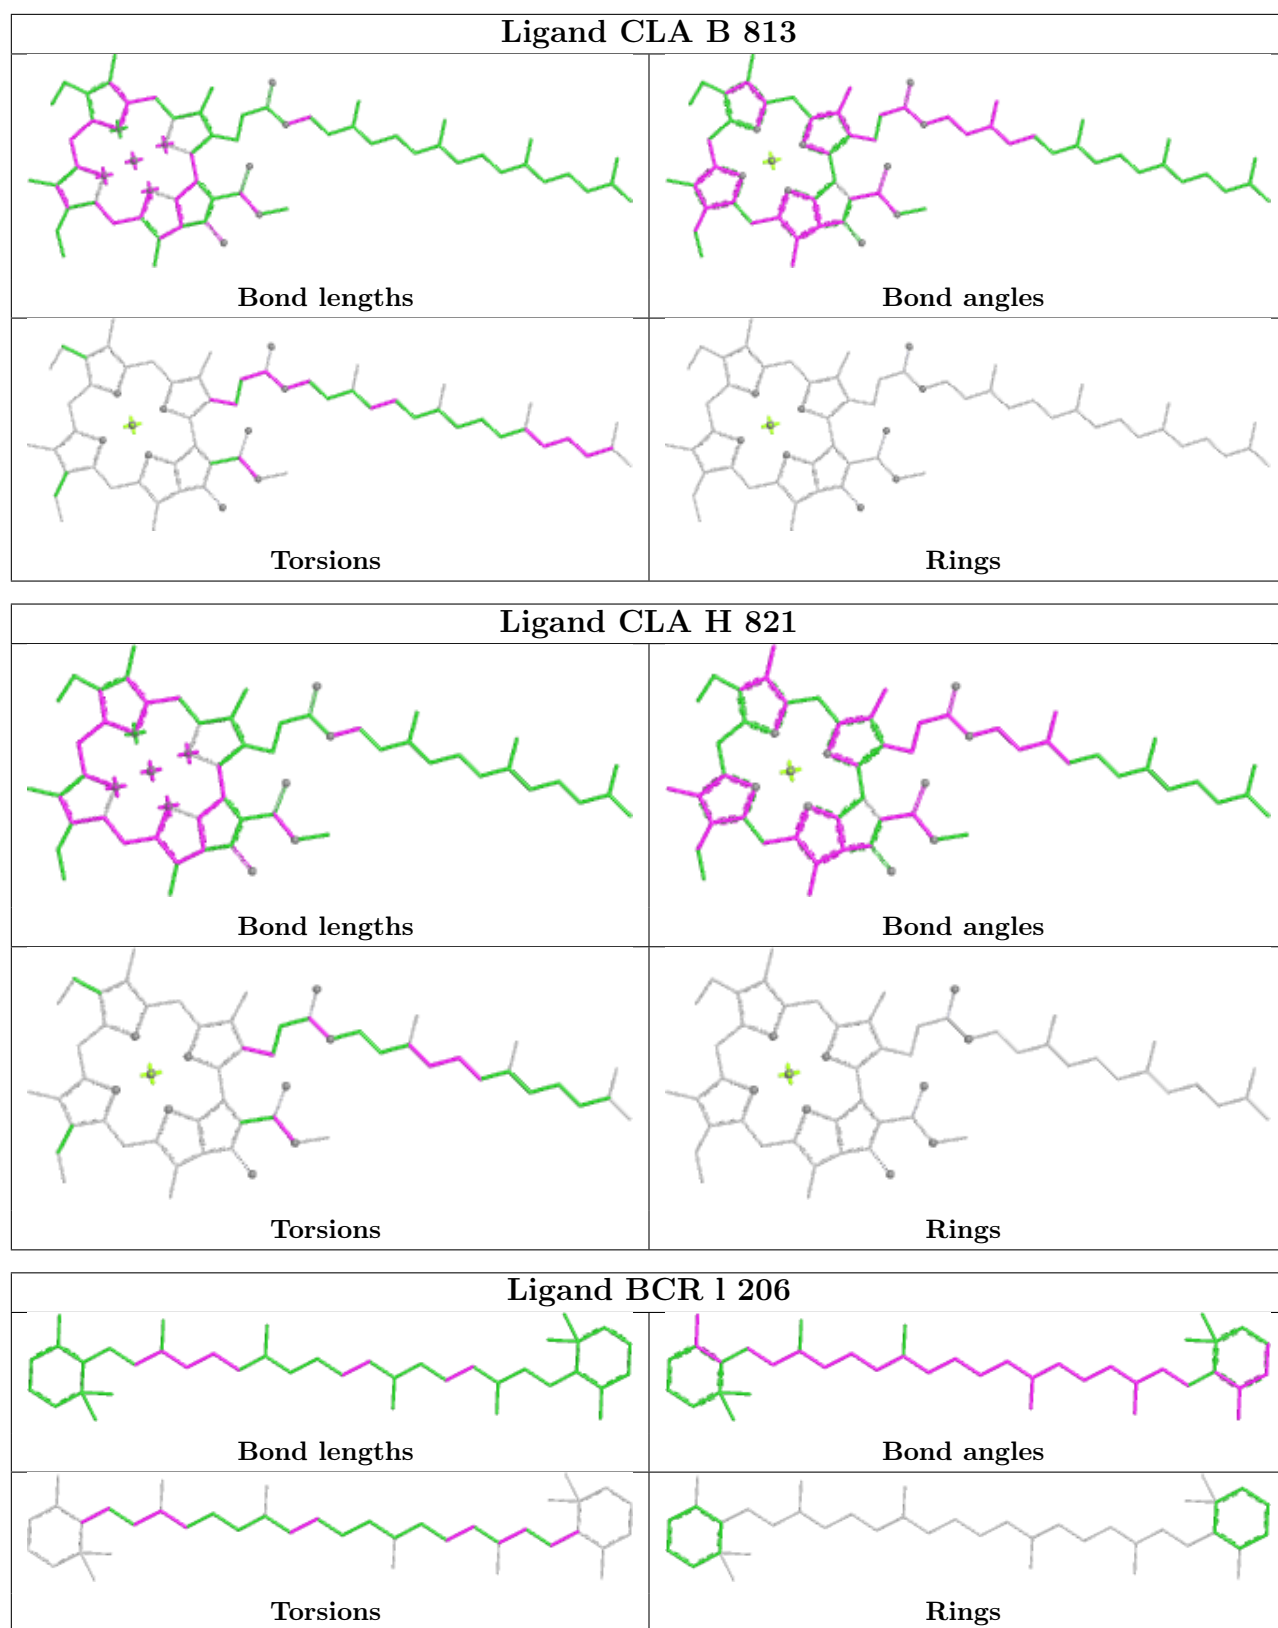 Ligand CLA B 813
Bond lengths
Bond angles
Torsions
Rings
Ligand CLA H 821
Bond lengths
Bond angles
Torsions
Rings
Ligand BCR l 206
Bond lengths
Bond angles
Torsions
Rings